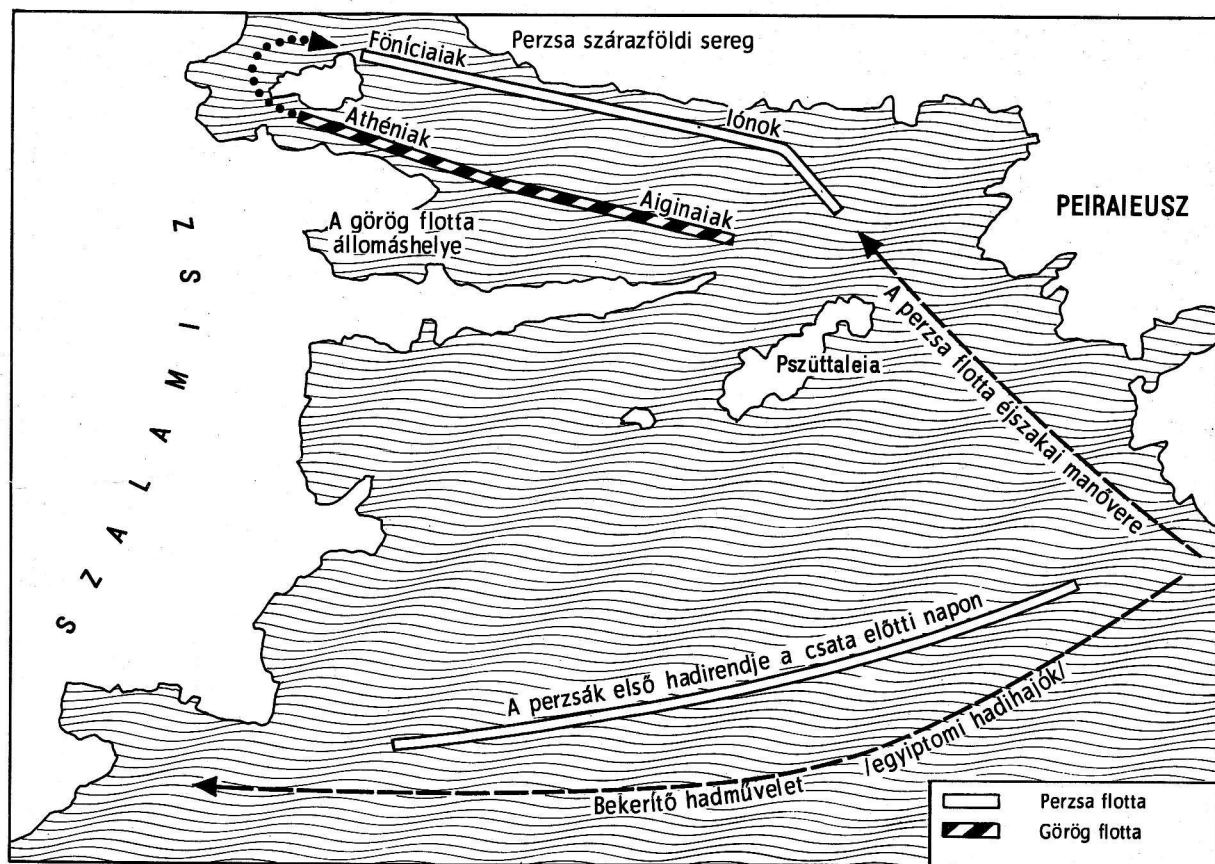 Föníciaiak
Perzsa szárazföldi sereg
Iónok
Athéniak
Aiginaiak
A görög flotta
állomáshelye
PEIRAIEUSZ
SZALAMISZ
Pszüttaleia
A perzsa flotta éjszakai manővere
A perzsák első hadirendje a csata előtti napon
Bekerítő hadművelet /egyiptomi hadihajók/
Perzsa flotta
Görög flotta